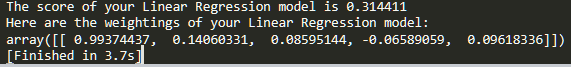 The score of your Linear Regression model is 0.314411
Here are the weightings of your Linear Regression model:
array([[ 0.99374437,  0.14060331,  0.08595144, -0.06589059,  0.09618336]])
[Finished in 3.7s]